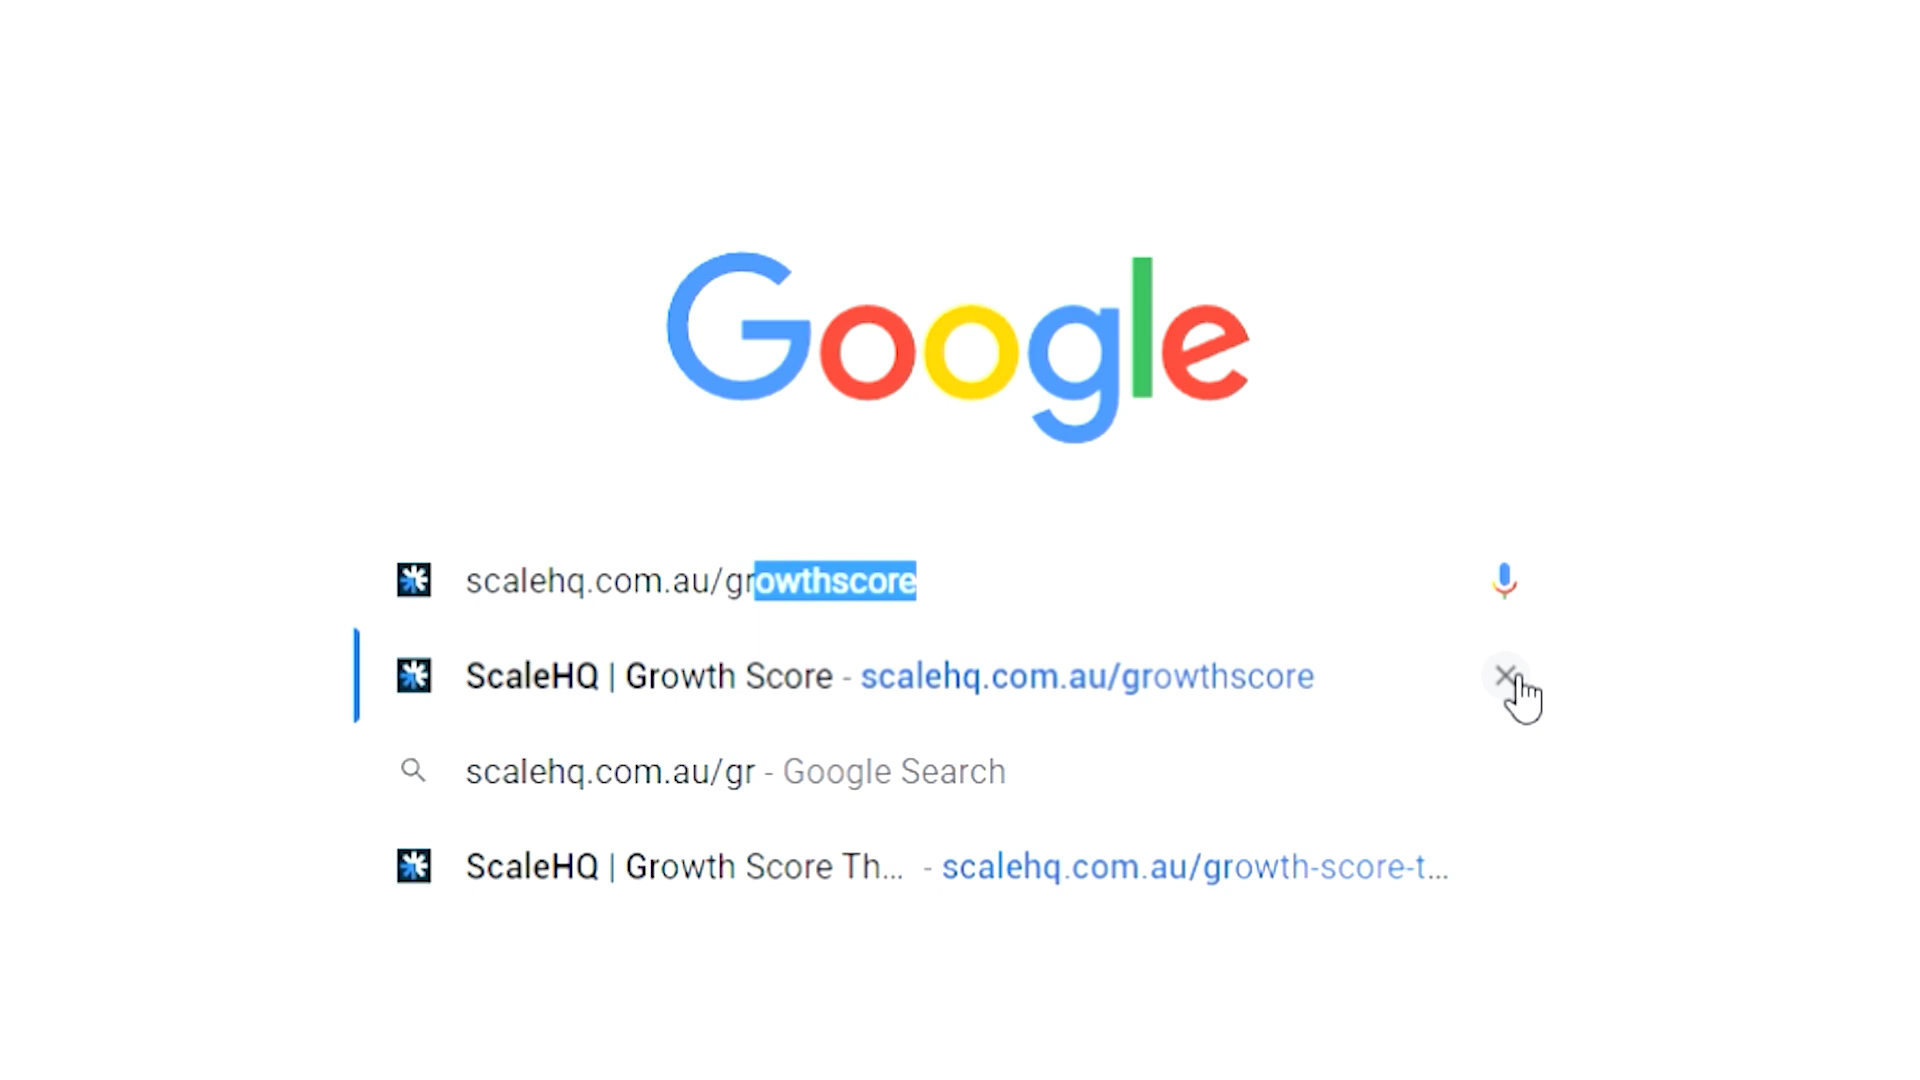 Google
scalehq.com.au/growthscore
ScaleHQ | Growth Score - scalehq.com.au/growthscore
scalehq.com.au/gr - Google Search
ScaleHQ | Growth Score Th... - scalehq.com.au/growth-score-t...